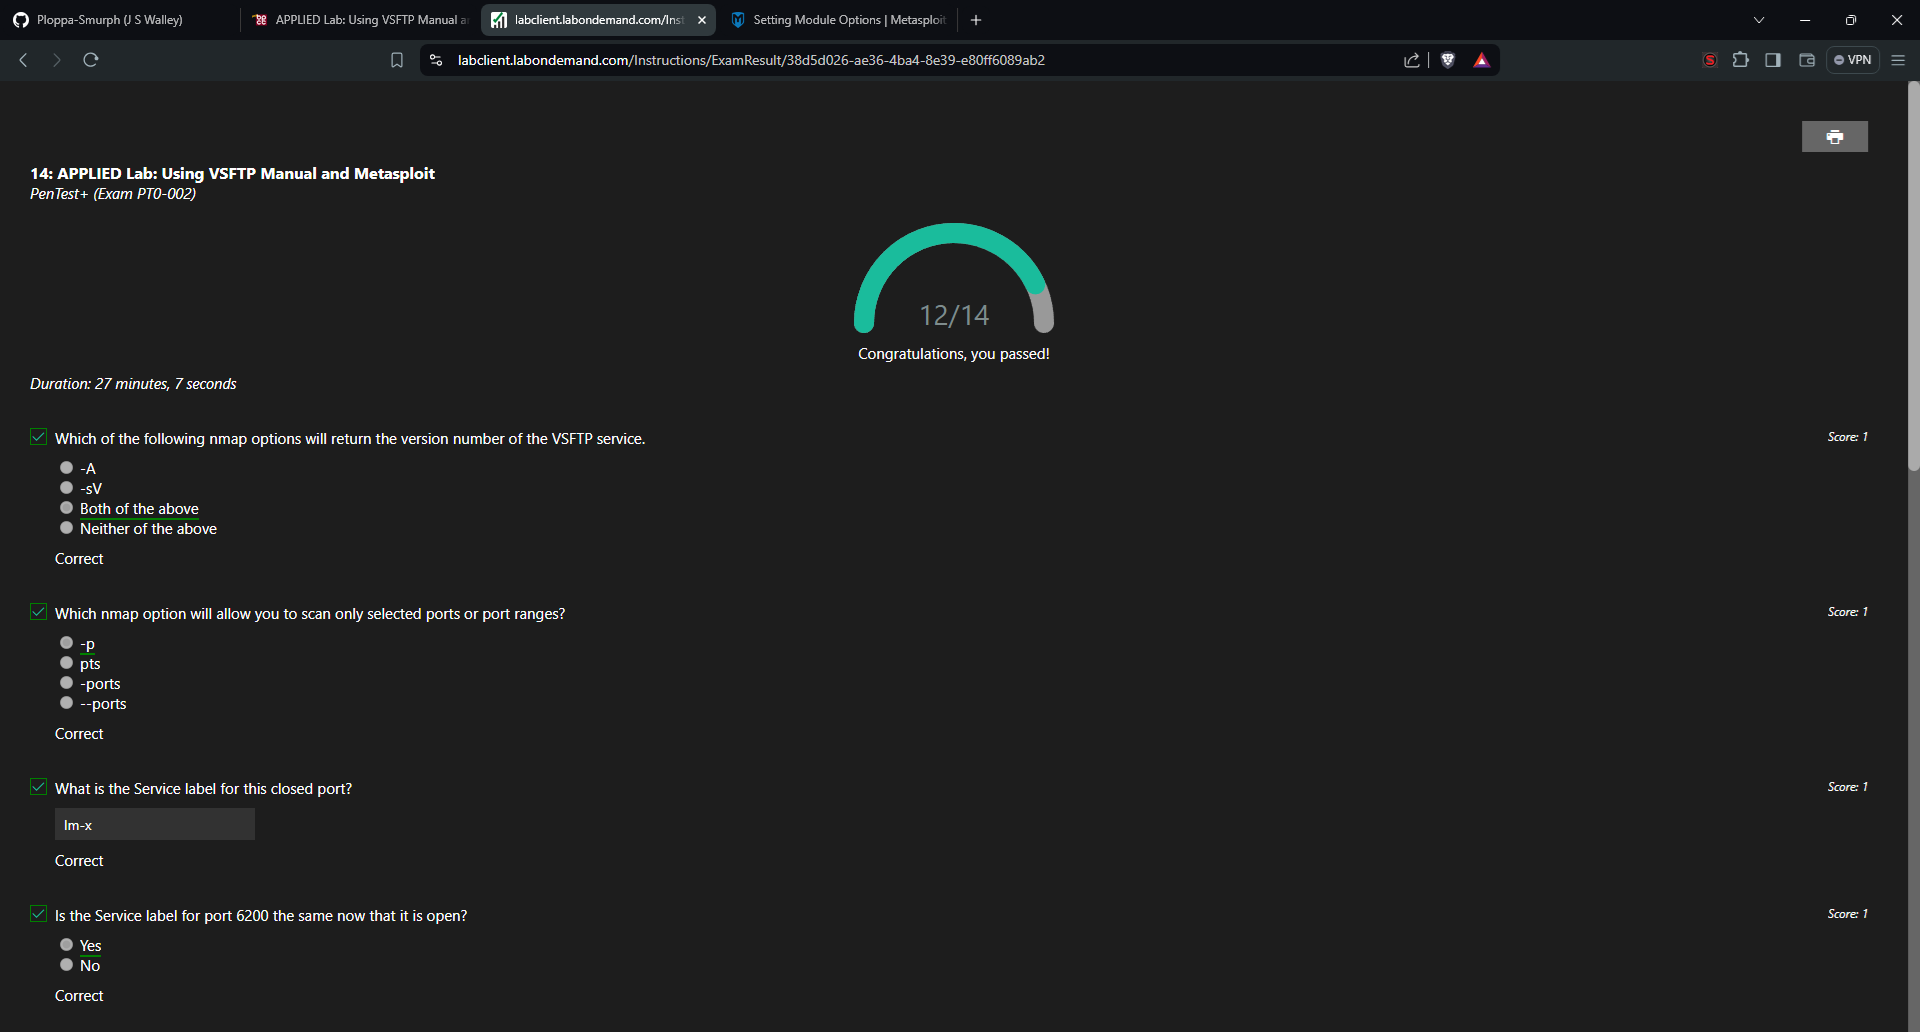 Ploppa-Smurph (J S Walley)
APPLIED Lab: Using VSFTP Manual a
labclient.labondemand.com/Inst
Setting Module Options | Metasploit
labclient.labondemand.com/Instructions/ExamResult/38d5d026-ae36-4ba4-8e39-e80ff6089ab2
VPN
14: APPLIED Lab: Using VSFTP Manual and Metasploit
PenTest+ (Exam PT0-002)
12/14
Congratulations, you passed!
Duration: 27 minutes, 7 seconds
Which of the following nmap options will return the version number of the VSFTP service.
Score: 1
-A
-sV
Both of the above
Neither of the above
Correct
Which nmap option will allow you to scan only selected ports or port ranges?
Score: 1
-p
pts
-ports
--ports
Correct
What is the Service label for this closed port?
Score: 1
lm-x
Correct
Is the Service label for port 6200 the same now that it is open?
Score: 1
Yes
No
Correct